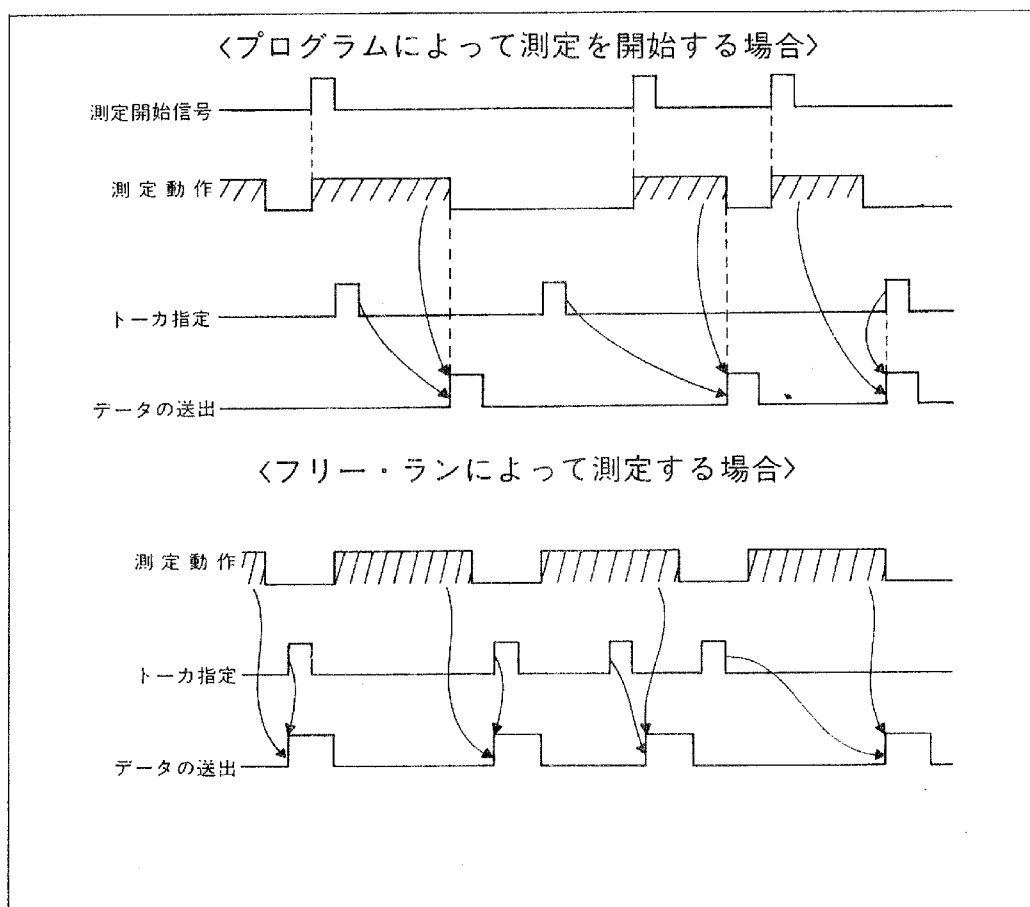 〈プログラムによって測定を開始する場合〉
測定開始信号
測定動作
トーカ指定
データの送出
〈フリー・ランによって測定する場合〉
測定動作
トーカ指定
データの送出